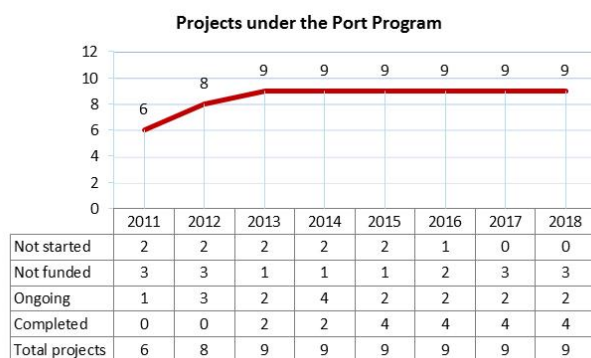 Projects under the Port Program
12
10
8
6
4
2
0
6 8 9 9 9 9 9 9
2011 2012 2013 2014 2015 2016 2017 2018
Not started 2 2 2 2 2 1 0 0
Not funded 3 3 1 1 1 2 3 3
Ongoing 1 3 2 4 2 2 2 2
Completed 0 0 2 2 4 4 4 4
Total projects 6 8 9 9 9 9 9 9